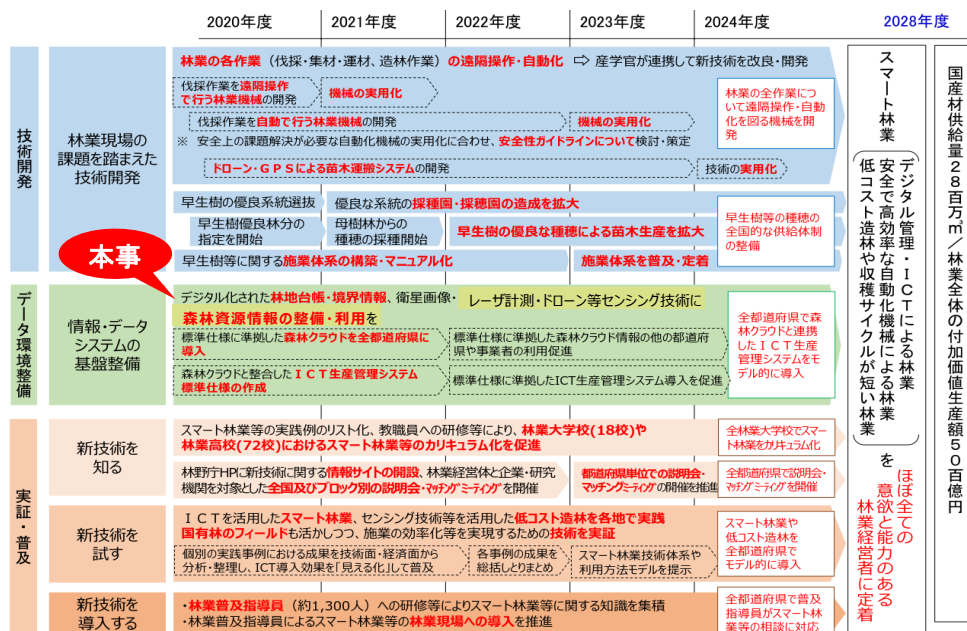 2020年度
2021年度
2022年度
2023年度
2024年度
2028年度
技術開発
林業現場の
課題を踏まえた
技術開発
林業の各作業（伐採・集材・運材、造林作業）の遠隔操作・自動化 ⇨ 産学官が連携して新技術を改良・開発
伐採作業を遠隔操作
で行う林業機械の開発
機械の実用化
伐採作業を自動で行う林業機械の開発
機械の実用化
※ 安全上の課題解決が必要な自動化機械の実用化に合わせ、安全性ガイドラインについて検討・策定
ドローン・GPSによる苗木運搬システムの開発
技術の実用化
林業の全作業に
ついて遠隔操作・自動
化を図る機械を開
発
早生樹の優良系統選抜
優良な系統の採種園・採穂園の造成を拡大
早生樹優良林分の
指定を開始
母樹林からの
種穂の採種開始
早生樹の優良な種穂による苗木生産を拡大
早生樹等に関する施業体系の構築・マニュアル化
施業体系を普及・定着
早生樹等の種穂の
全国的な供給体制
の整備
本事
データ環境整備
情報・データ
システムの
基盤整備
デジタル化された林地台帳・境界情報、衛星画像・レーザ計測・ドローン等センシング技術に
森林資源情報の整備・利用を
標準仕様に準拠した森林クラウドを全都道府県に
導入
標準仕様に準拠した森林クラウド情報の他の都道府
県や事業者の利用促進
森林クラウドと整合したICT生産管理システム
標準仕様の作成
標準仕様に準拠したICT生産管理システム導入を促進
全都道府県で森
林クラウドと連携
したICT生産
管理システムをモ
デル的に導入
実証・普及
新技術を
知る
スマート林業等の実践例のリスト化、教職員への研修等により、林業大学校(18校)や
林業高校(72校)におけるスマート林業等のカリキュラム化を促進
全林業大学校でスマ
ート林業をカリキュラム化
林野庁HPに新技術に関する情報サイトの開設、林業経営体と企業・研究
機関を対象とした全国及びブロック別の説明会・マッチングミーティングを開催
都道府県単位での説明会・
マッチングミーティングの開催を推進
全都道府県で説明会・
マッチングミーティングを開催
新技術を
試す
ICTを活用したスマート林業、センシング技術等を活用した低コスト造林を各地で実践
国有林のフィールドも活かしつつ、施業の効率化等を実現するための技術を実証
個別の実践事例における成果を技術面・経済面から
分析・整理し、ICT導入効果を「見える化」して普及
各事例の成果を
総括しとりまとめ
スマート林業技術体系や
利用方法モデルを提示
スマート林業や
低コスト造林を
全都道府県で
モデル的に導入
新技術を
導入する
・林業普及指導員（約1,300人）への研修等によりスマート林業等に関する知識を集積
・林業普及指導員によるスマート林業等の林業現場への導入を推進
全都道府県で普及
指導員がスマート林
業等の相談に対応
スマート林業
デジタル管理・ICTによる林業
安全で高効率な自動化機械による林業
低コスト造林や収穫サイクルが短い林業
を
ほぼ全ての
意欲と能力のある
林業経営者に定着
国産材供給量28百万㎥／林業全体の付加価値生産額50百億円